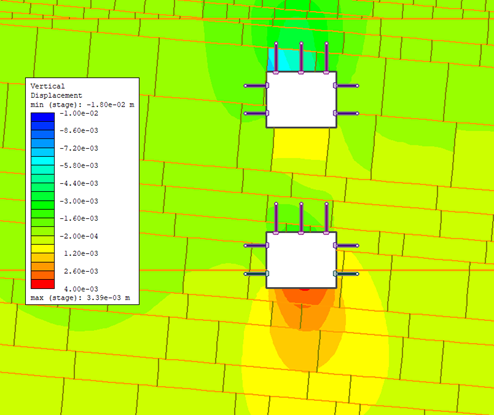 Vertical
Displacement
min (stage): -1.80e-02 m
-1.00e-02
-8.60e-03
-7.20e-03
-5.80e-03
-4.40e-03
-3.00e-03
-1.60e-03
-2.00e-04
1.20e-03
2.60e-03
4.00e-03
max (stage): 3.39e-03 m